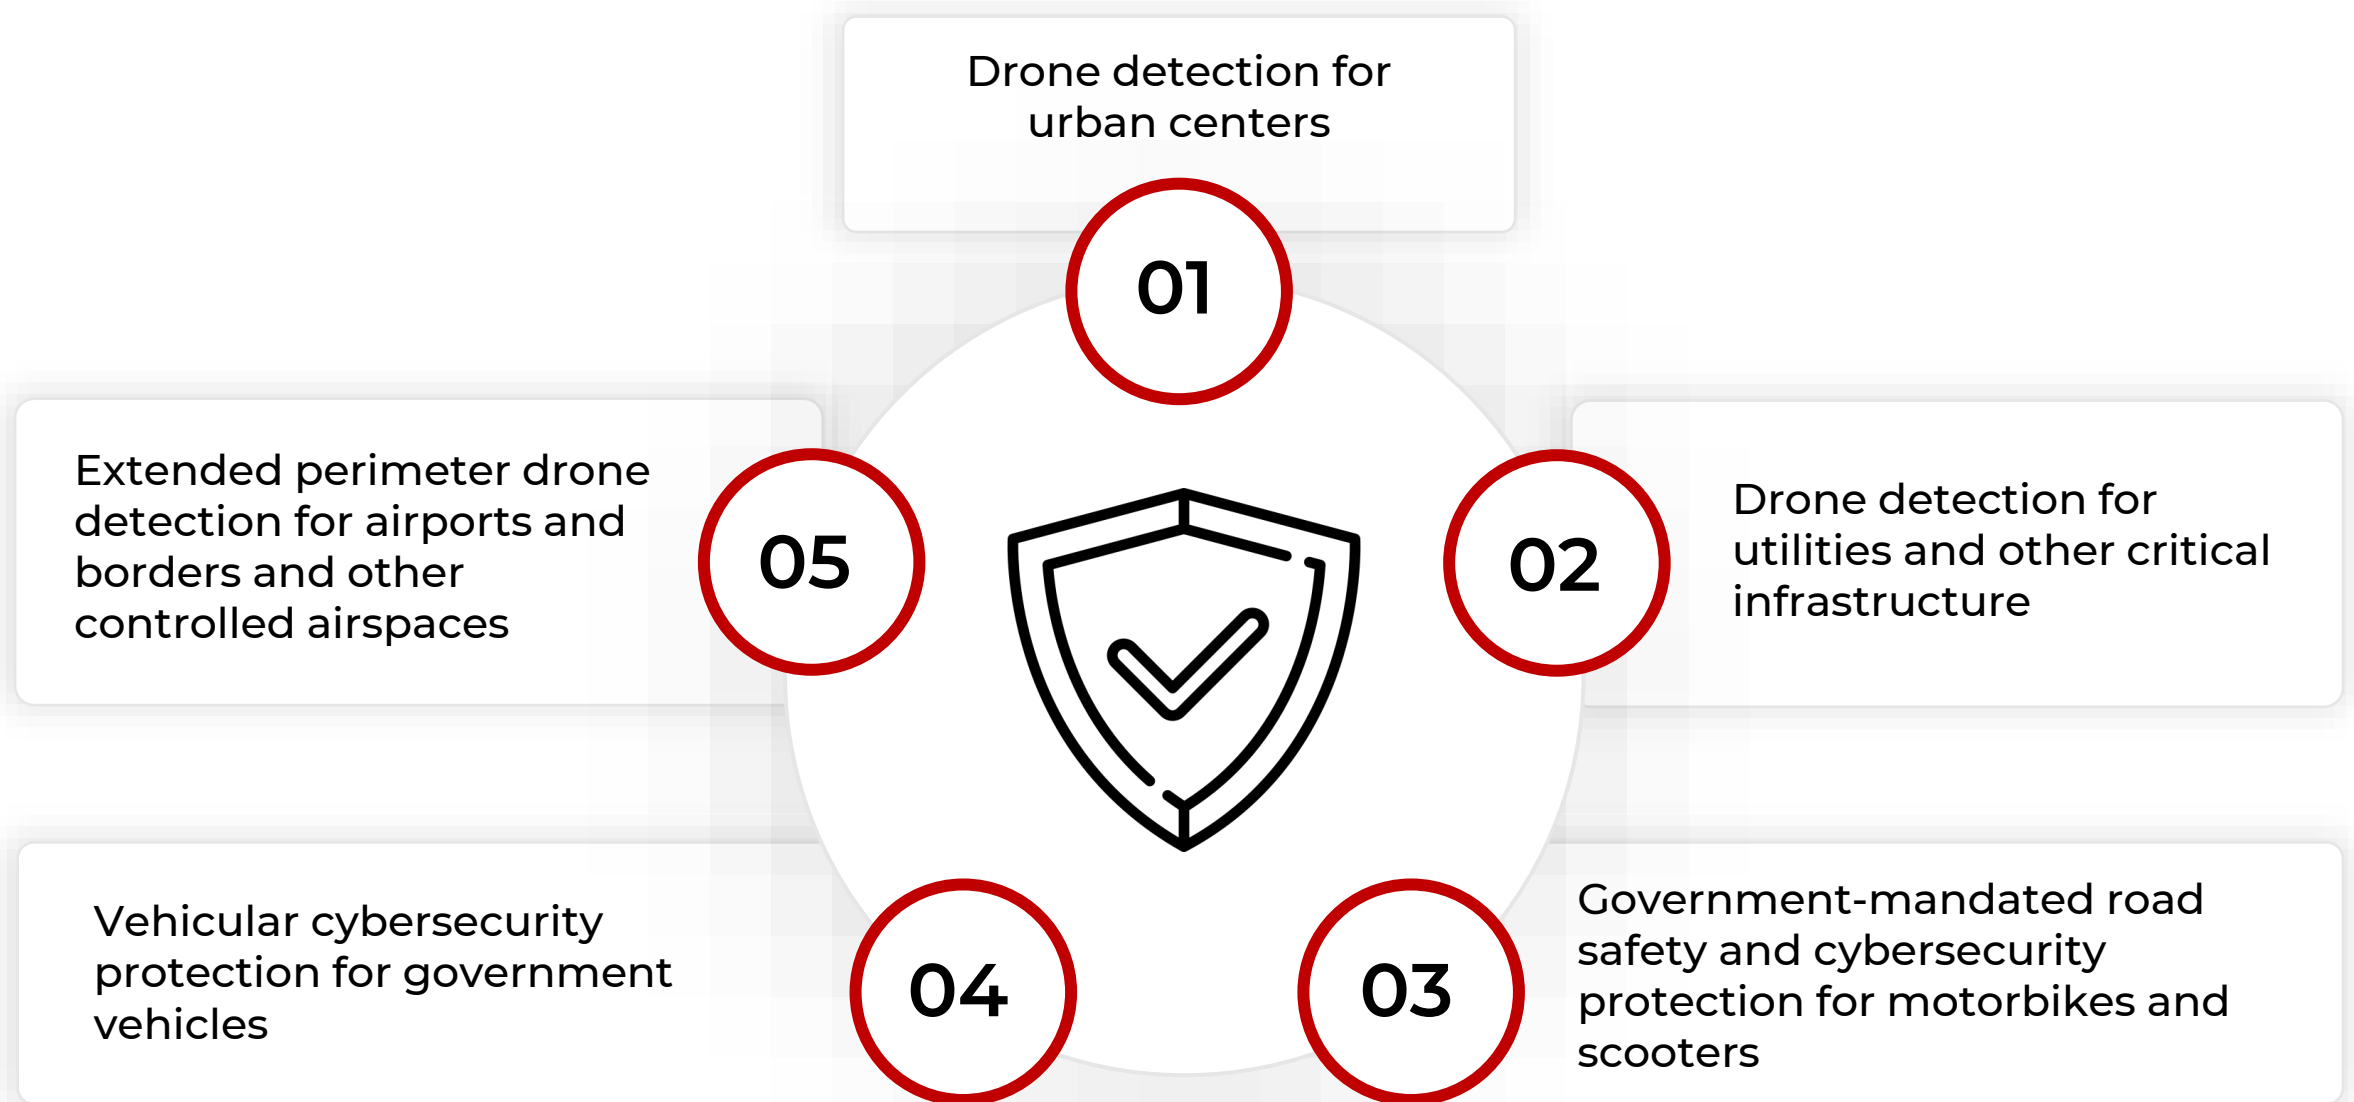 Drone detection for
urban centers
01
02
Drone detection for
utilities and other critical
infrastructure
03
Government-mandated road
safety and cybersecurity
protection for motorbikes and
scooters
04
Vehicular cybersecurity
protection for government
vehicles
05
Extended perimeter drone
detection for airports and
borders and other
controlled airspaces